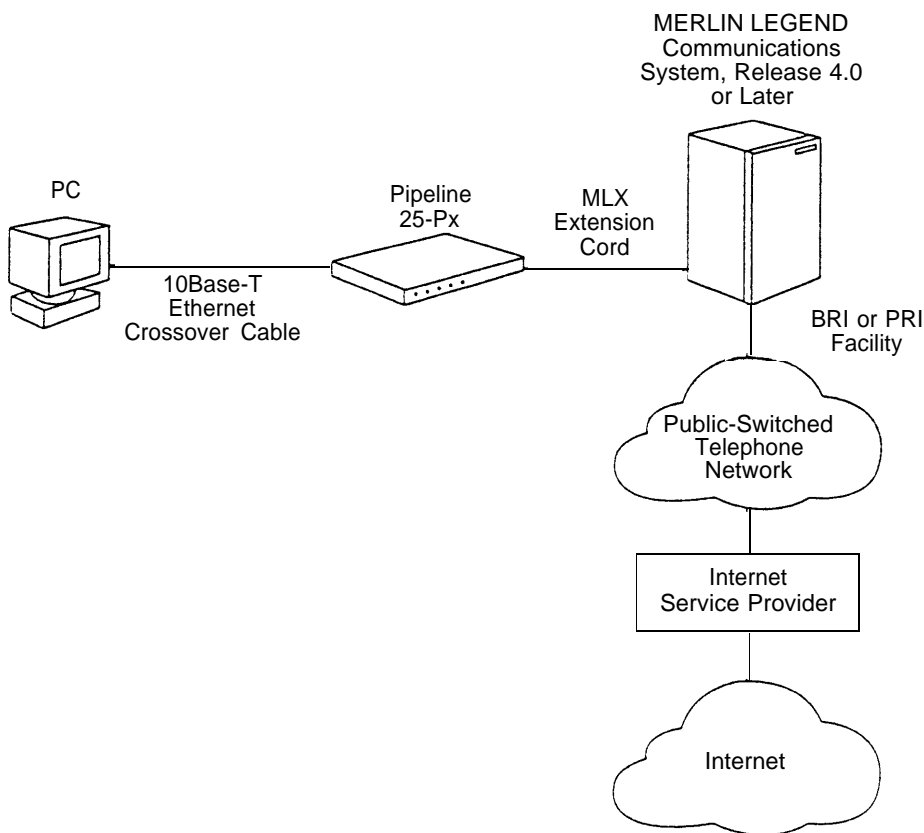 MERLIN LEGEND
Communications
System, Release 4.0
or Later
PC
Pipeline
25-Px
MLX
Extension
Cord
10Base-T
Ethernet
Crossover Cable
BRI or PRI
Facility
Public-Switched
Telephone
Network
Internet
Service Provider
Internet